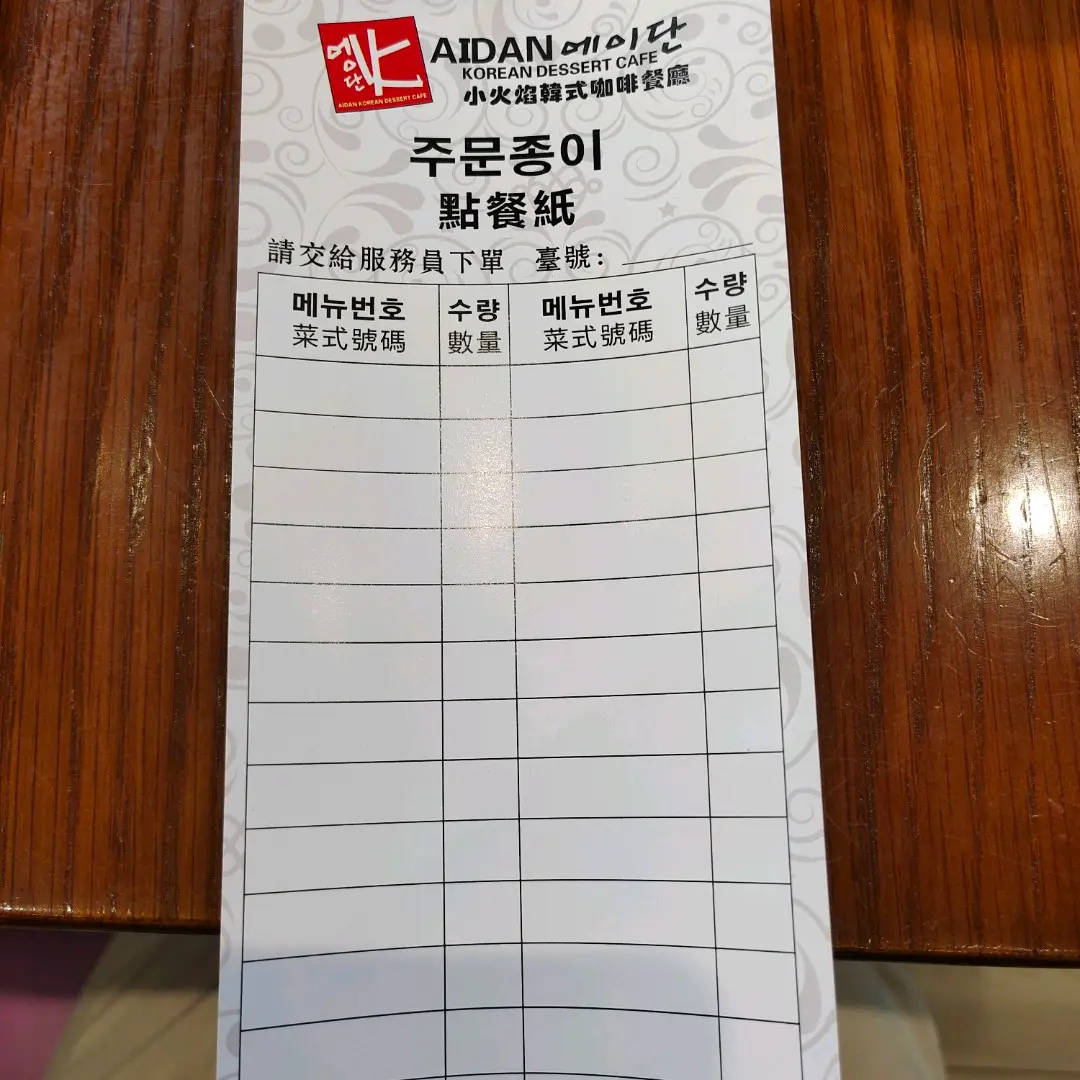 에이단
AIDAN KOREAN DESSERT CAFE
AIDAN 에이단
KOREAN DESSERT CAFE
小火焰韓式咖啡餐廳
주문종이
點餐紙
請交給服務員下單 臺號:
메뉴번호 수량 메뉴번호 수량
菜式號碼 數量 菜式號碼 數量